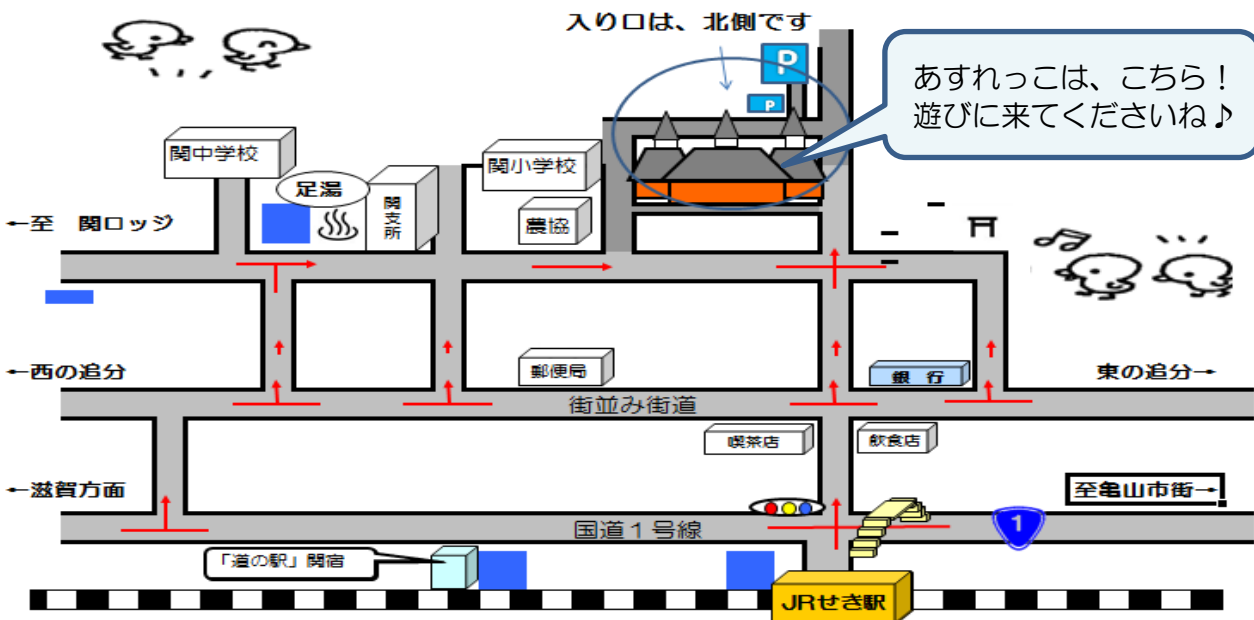 入り口は、北側です
P
P
あすれっこは、こちら！
遊びに来てくださいね♪
関中学校
足湯
関支所
関小学校
農協
←至 関ロッジ
←西の追分
郵便局
銀行
東の追分→
街並み街道
喫茶店
飲食店
←滋賀方面
至亀山市街→
国道１号線
1
「道の駅」関宿
JRせき駅